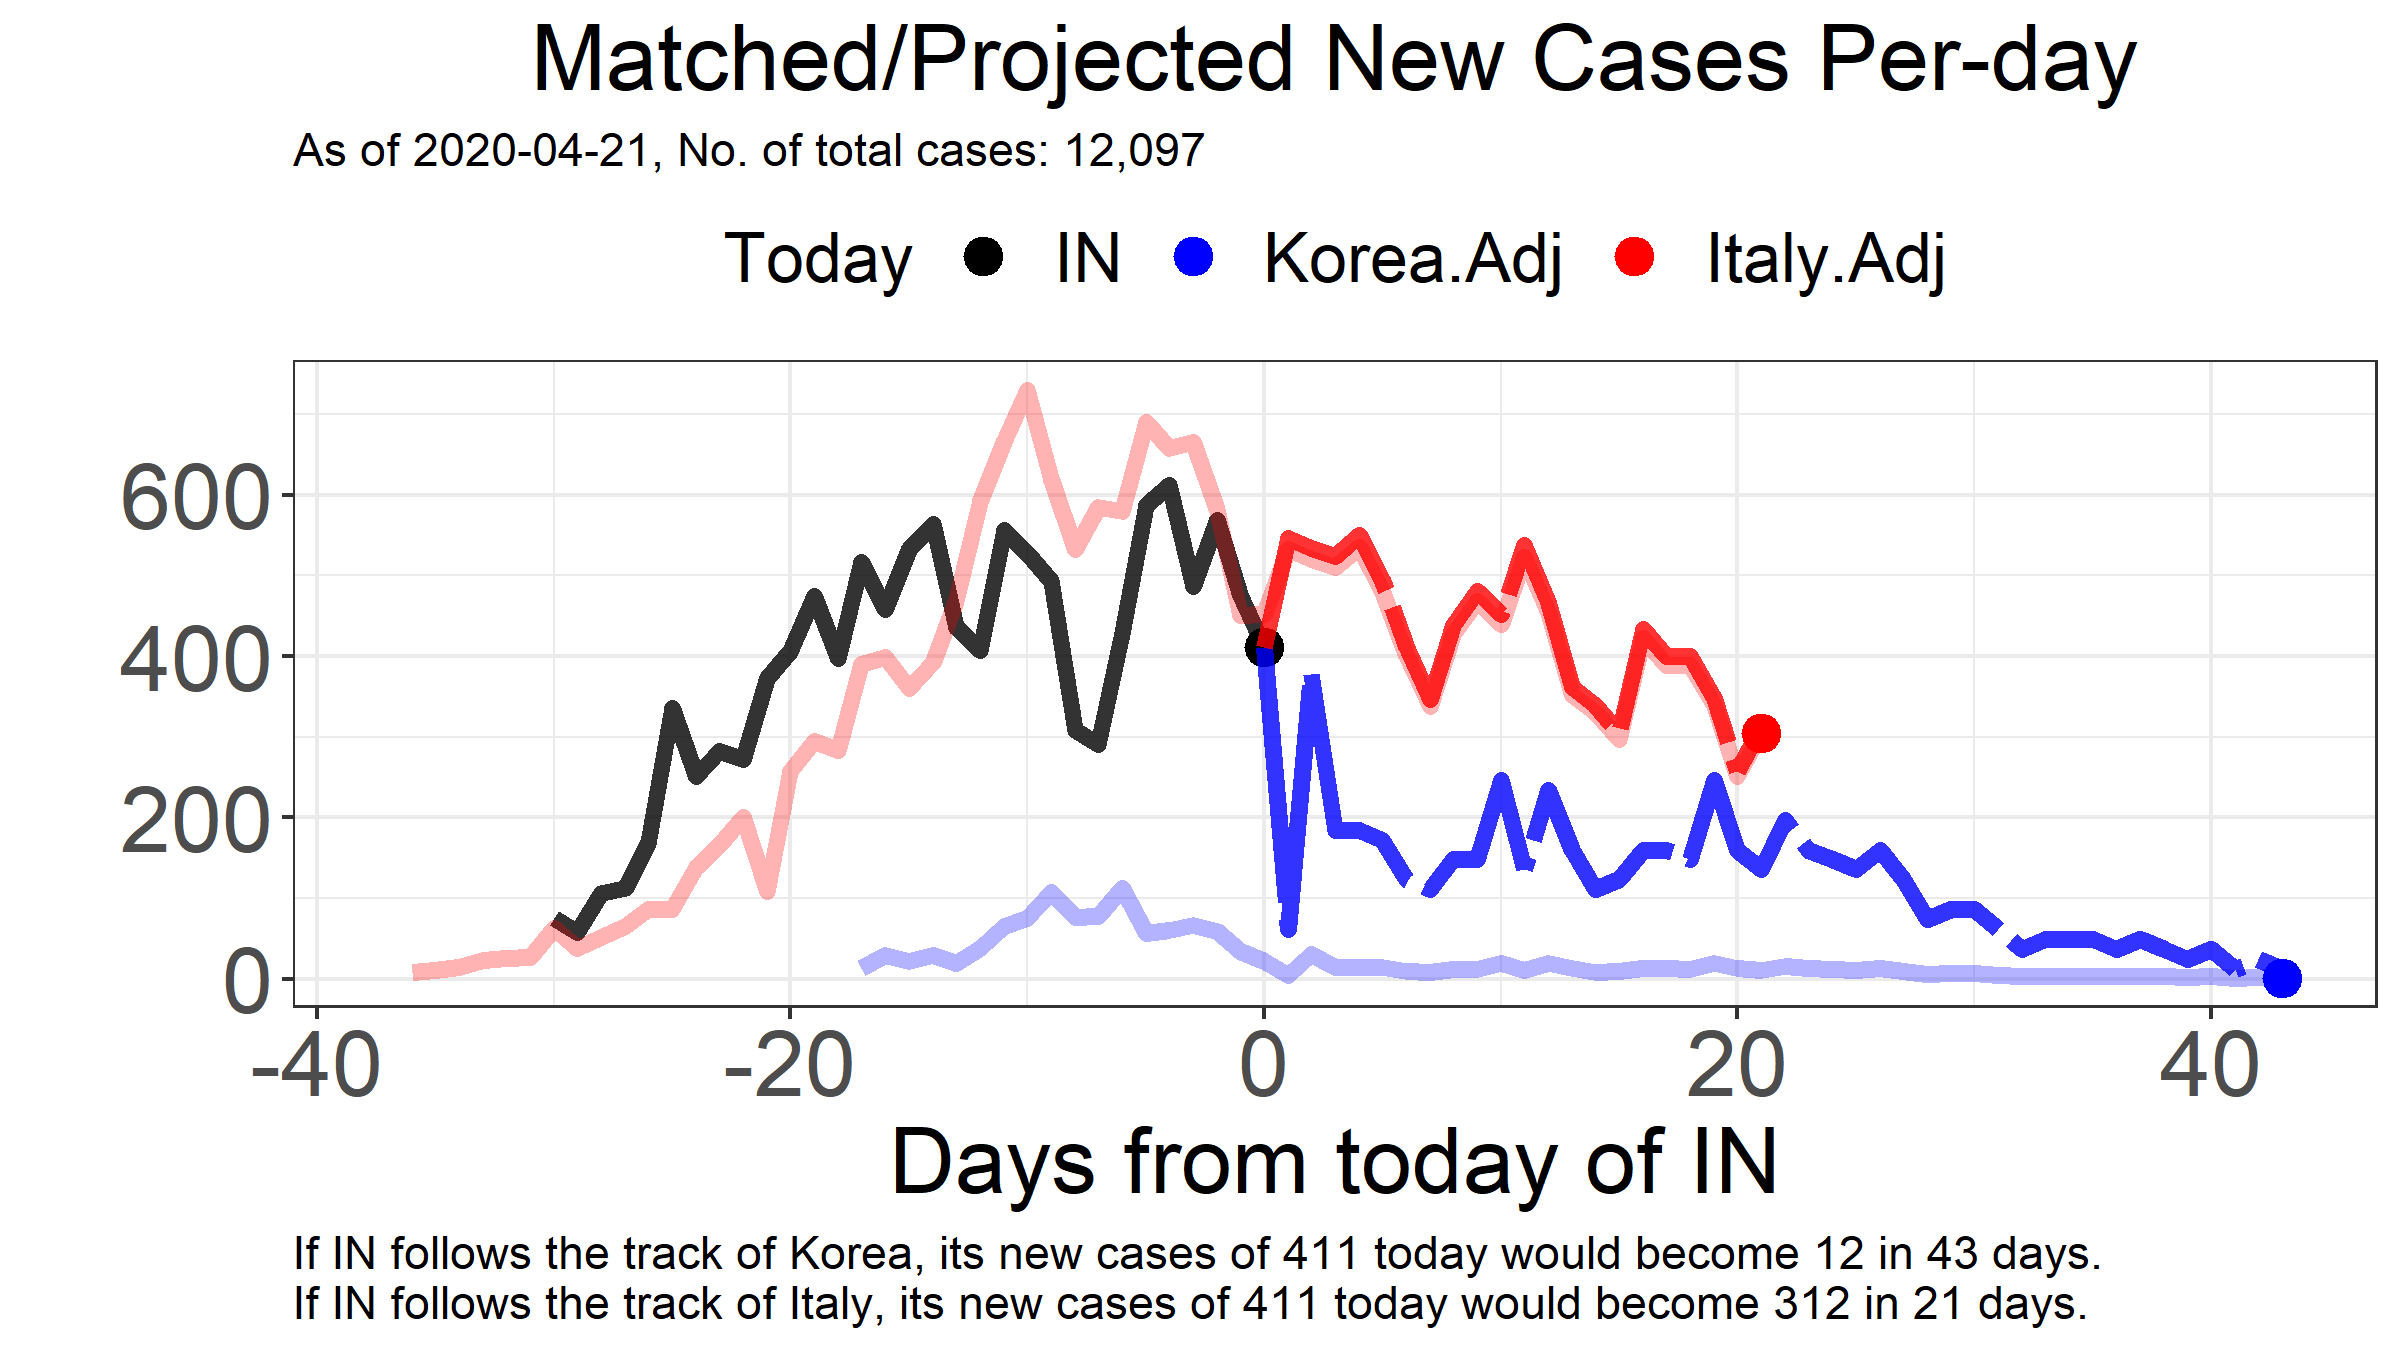 Matched/Projected New Cases Per-day
As of 2020-04-21, No. of total cases: 12,097
Today IN Korea.Adj Italy.Adj
600
400
200
0
-40 -20 0 20 40
Days from today of IN
If IN follows the track of Korea, its new cases of 411 today would become 12 in 43 days.
If IN follows the track of Italy, its new cases of 411 today would become 312 in 21 days.